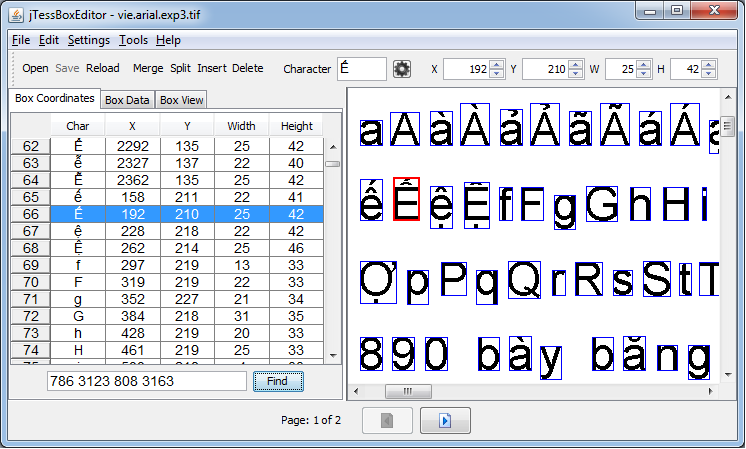 jTessBoxEditor - vie.arial.exp3.tif
File Edit Settings Tools Help
Open Save Reload Merge Split Insert Delete Character Ế X 192 Y 210 W 25 H 42
Box Coordinates Box Data Box View
Char X Y Width Height
62 Ể 2292 135 25 42
63 ễ 2327 137 22 40
64 Ễ 2362 135 25 42
65 ế 158 211 22 41
66 Ế 192 210 25 42
67 ệ 228 218 22 42
68 Ệ 262 214 25 46
69 f 297 219 13 33
70 F 319 219 22 33
71 g 352 227 21 34
72 G 384 218 31 35
73 h 428 219 20 33
74 H 461 219 25 33
786 3123 808 3163 Find
a A à À ả Ả ã Ã á Á
ế Ế ệ Ệ f F g G h H i
Ợ p P q Q r R s S t T
8 9 0 bày bằng
Page: 1 of 2